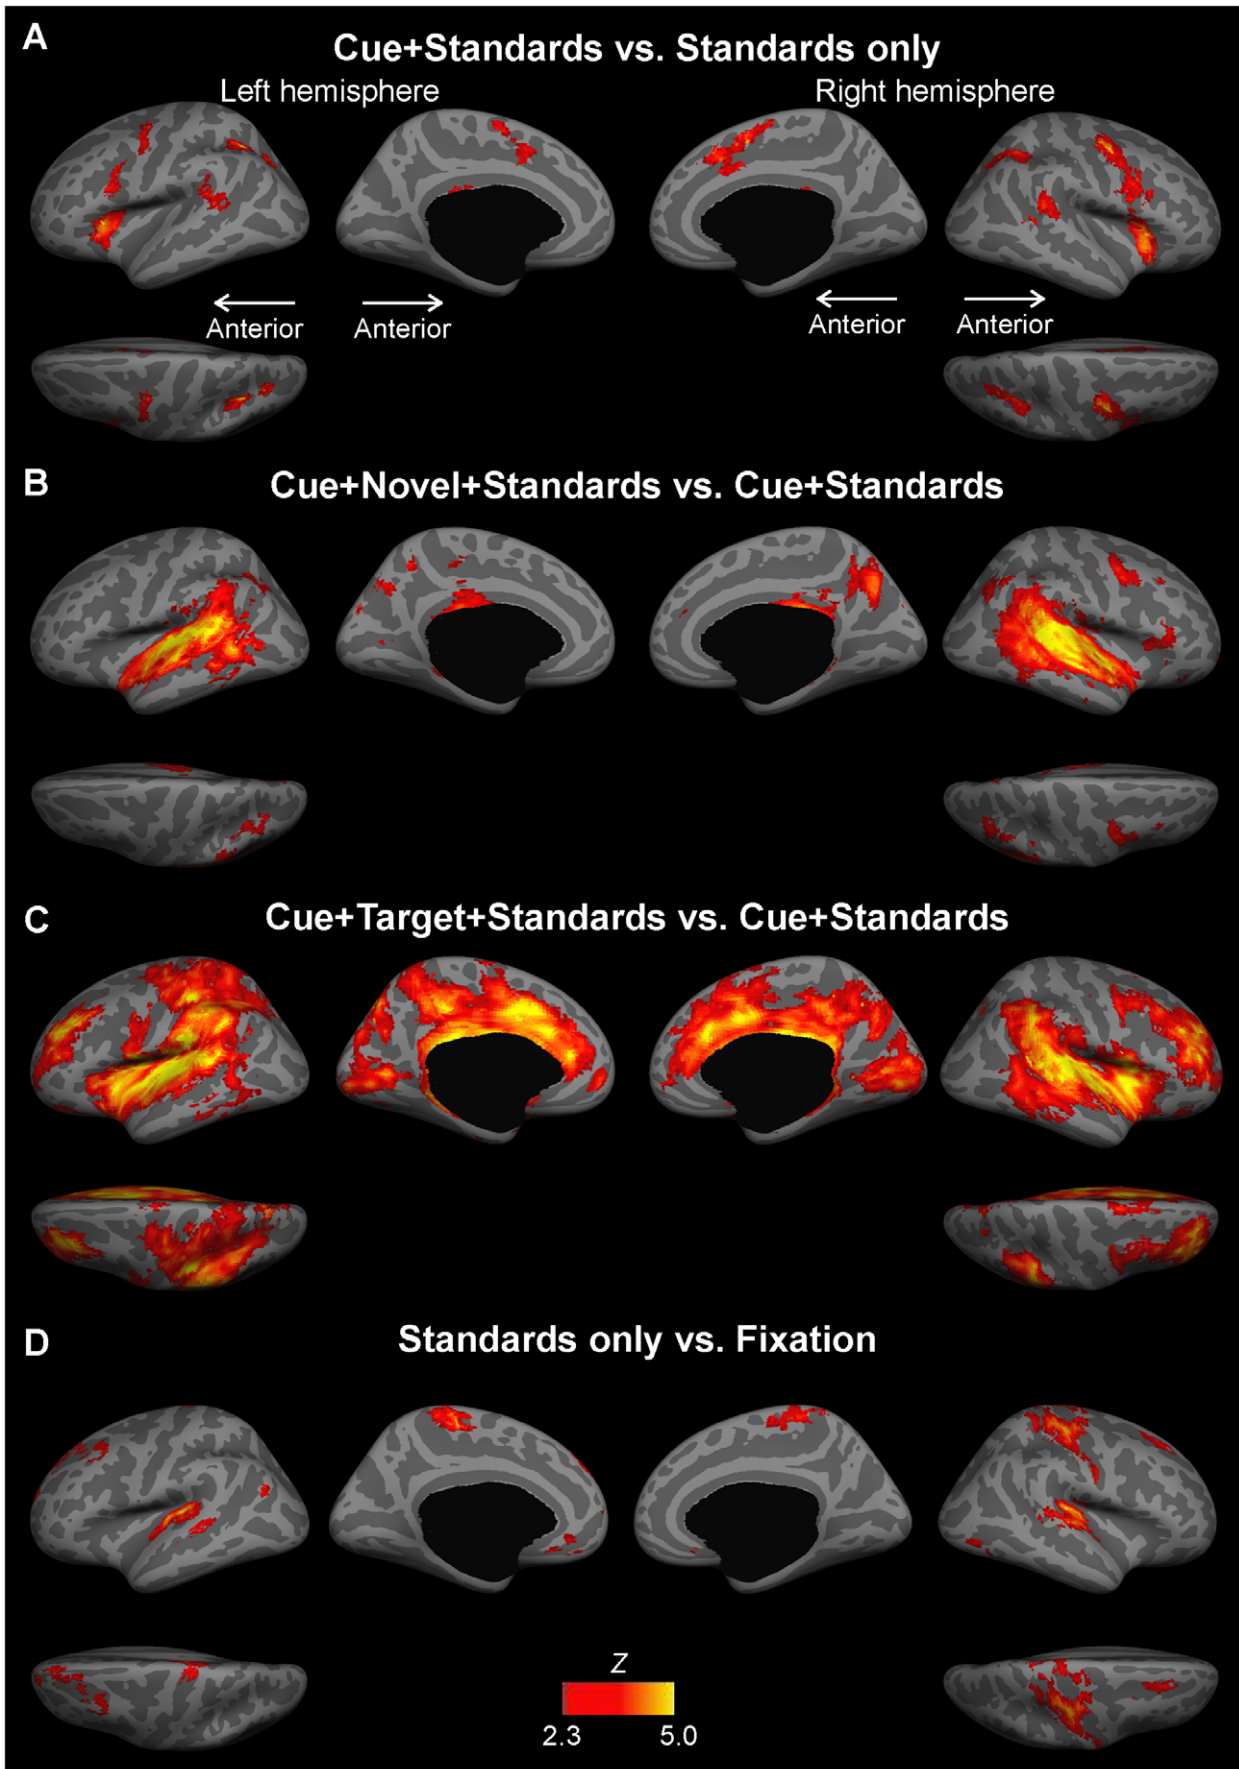 A
Cue+Standards vs. Standards only
Left hemisphere
Right hemisphere
Anterior
Anterior
Anterior
Anterior
B
Cue+Novel+Standards vs. Cue+Standards
C
Cue+Target+Standards vs. Cue+Standards
D
Standards only vs. Fixation
Z
2.3
5.0